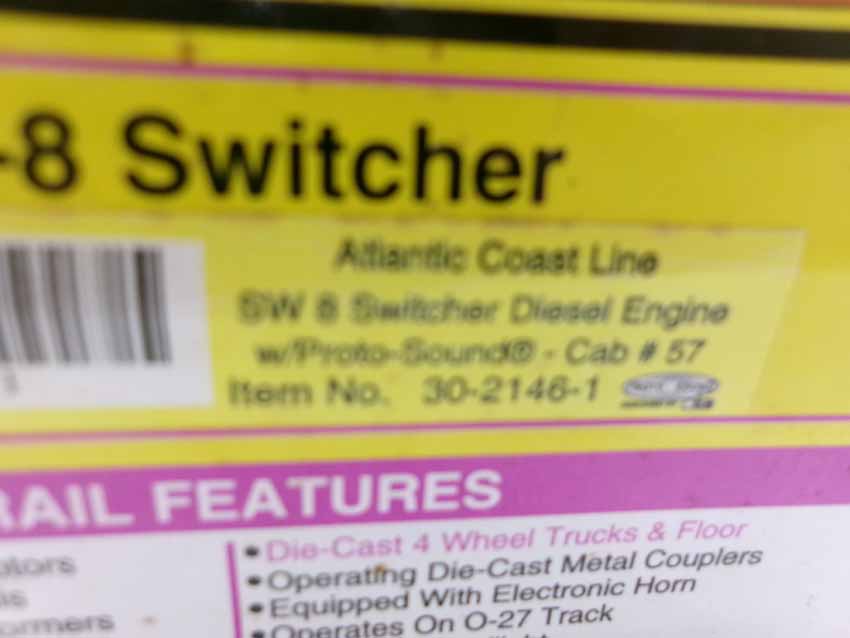 -8 Switcher
Atlantic Coast Line
SW 8 Switcher Diesel Engine
w/Proto-Sound® - Cab # 57
Item No. 30-2146-1
RAIL FEATURES
•Die-Cast 4 Wheel Trucks & Floor
•Operating Die-Cast Metal Couplers
•Equipped With Electronic Horn
•Operates On O-27 Track